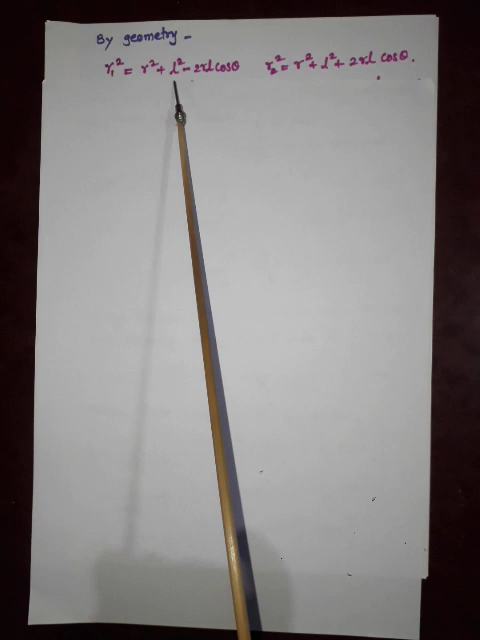 By geometry -
r₁² = r² + l² - 2rl cosθ r₂² = r² + l² + 2rl cosθ.